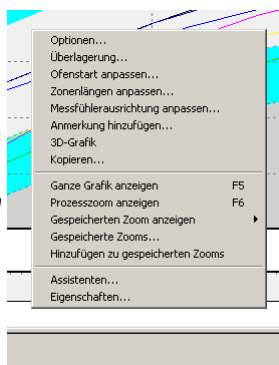 Optionen...
Überlagerung...
Ofenstart anpassen...
Zonenlängen anpassen...
Messfühlerausrichtung anpassen...
Anmerkung hinzufügen...
3D-Grafik
Kopieren...
Ganze Grafik anzeigen F5
Prozesszoom anzeigen F6
Gespeicherten Zoom anzeigen
Gespeicherte Zooms...
Hinzufügen zu gespeicherten Zooms
Assistenten...
Eigenschaften...